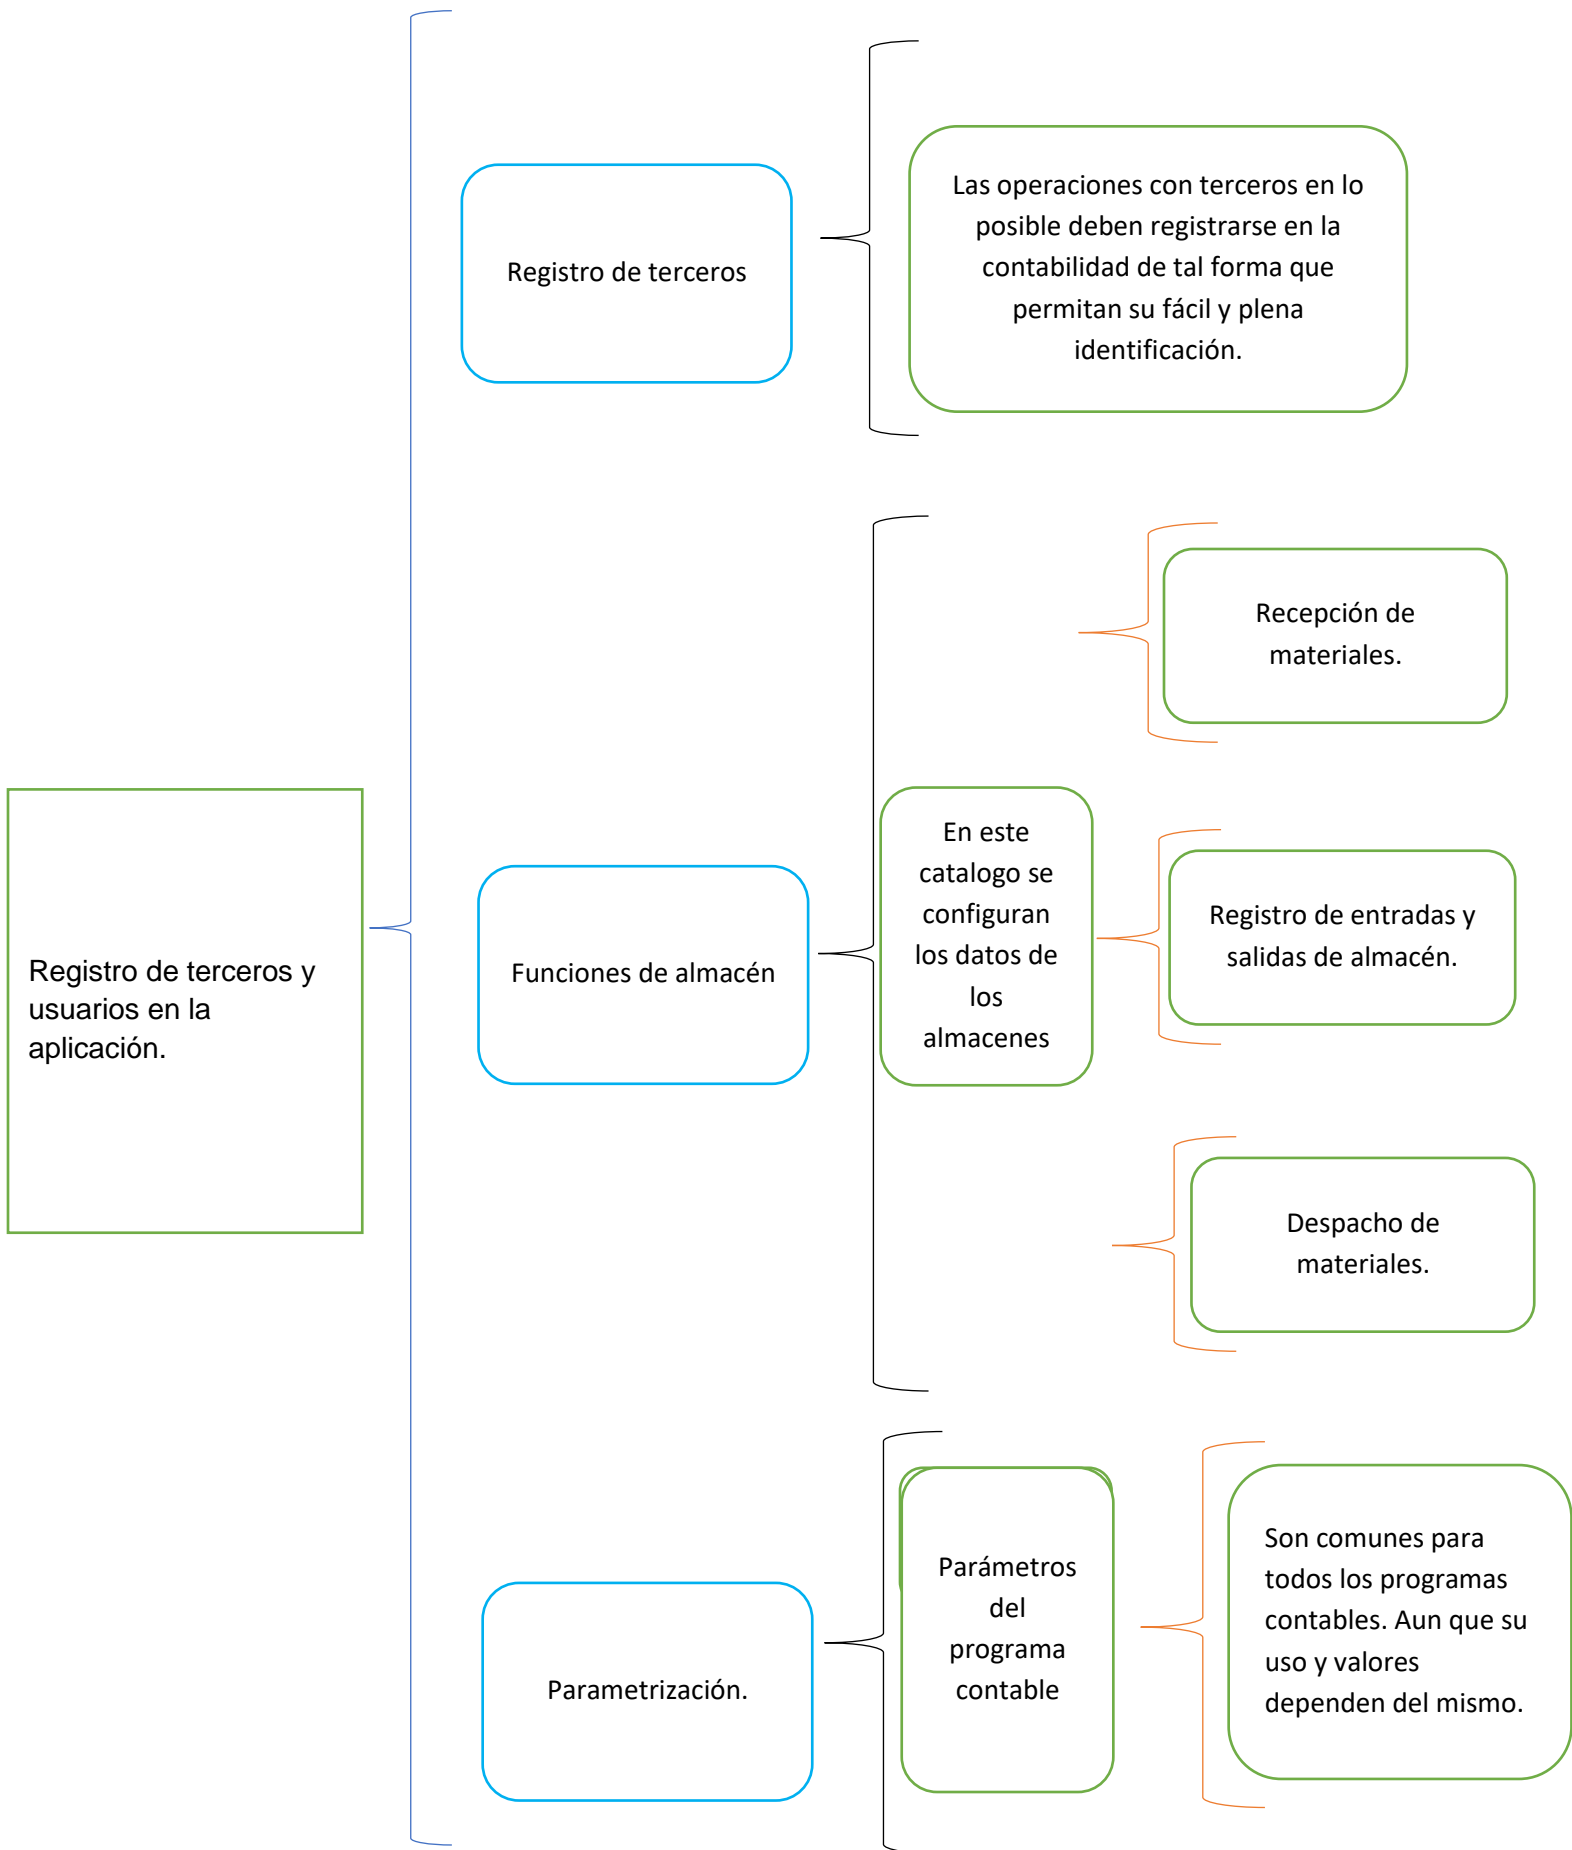 Registro de terceros y
usuarios en la
aplicación.
Registro de terceros
Las operaciones con terceros en lo
posible deben registrarse en la
contabilidad de tal forma que
permitan su fácil y plena
identificación.
Funciones de almacén
En este
catalogo se
configuran
los datos de
los
almacenes
Recepción de
materiales.
Registro de entradas y
salidas de almacén.
Despacho de
materiales.
Parametrización.
Parámetros
del
programa
contable
Son comunes para
todos los programas
contables. Aun que su
uso y valores
dependen del mismo.